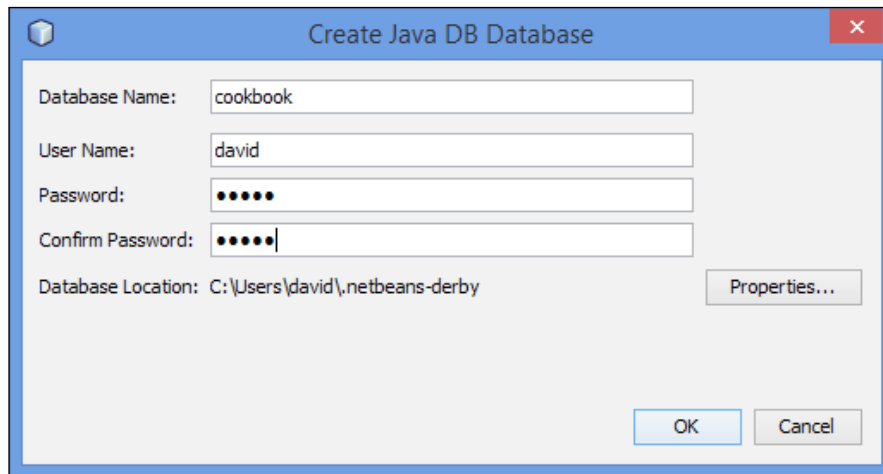 Create Java DB Database
Database Name: cookbook
User Name: david
Password: •••••
Confirm Password: •••••
Database Location: C:\Users\david\.netbeans-derby Properties...
OK Cancel